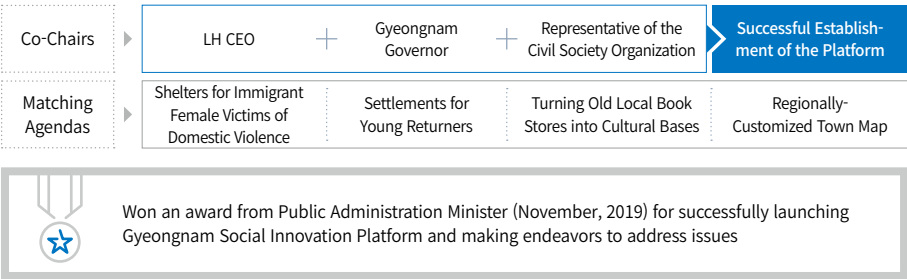 Co-Chairs
LH CEO
Gyeongnam
Governor
Representative of the
Civil Society Organization
Successful Establish-
ment of the Platform
Matching
Agendas
Shelters for Immigrant
Female Victims of
Domestic Violence
Settlements for
Young Returners
Turning Old Local Book
Stores into Cultural Bases
Regionally-
Customized Town Map
Won an award from Public Administration Minister (November, 2019) for successfully launching
Gyeongnam Social Innovation Platform and making endeavors to address issues